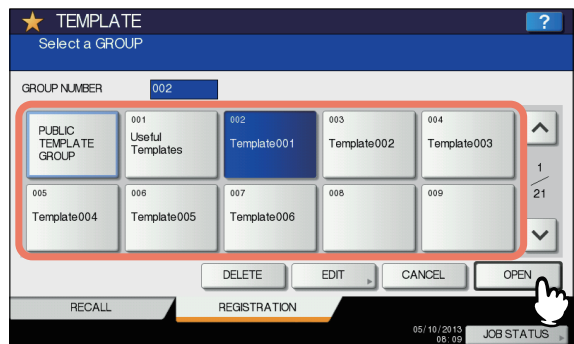 TEMPLATE
?
Select a GROUP
GROUP NUMBER 002
PUBLIC
TEMPLATE
GROUP
001
Useful
Templates
002
Template001
003
Template002
004
Template003
1
21
005
Template004
006
Template005
007
Template006
008
009
DELETE
EDIT
CANCEL
OPEN
RECALL
REGISTRATION
05/10/2013
08:09
JOB STATUS